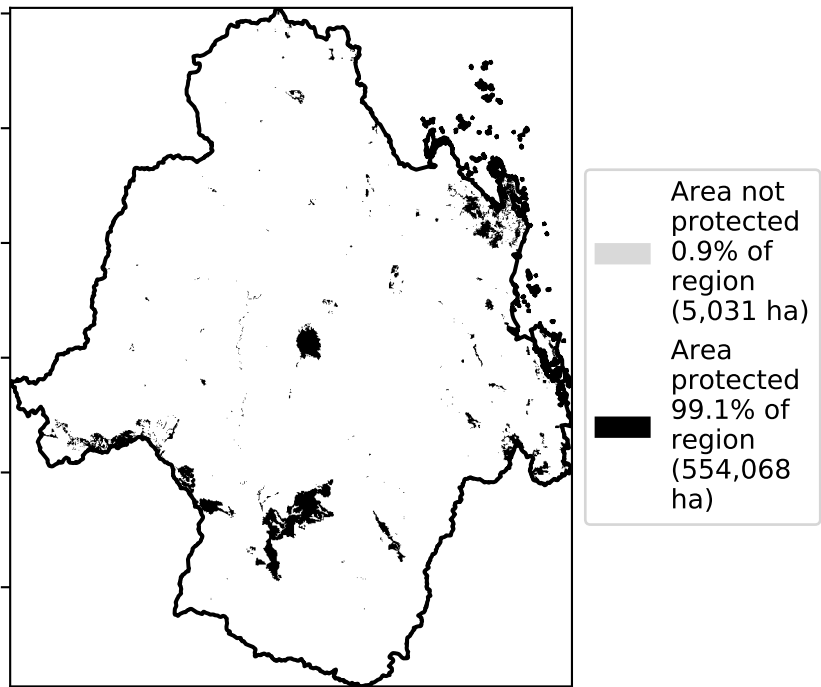 Area not
protected
0.9% of
region
(5,031 ha)
Area
protected
99.1% of
region
(554,068
ha)